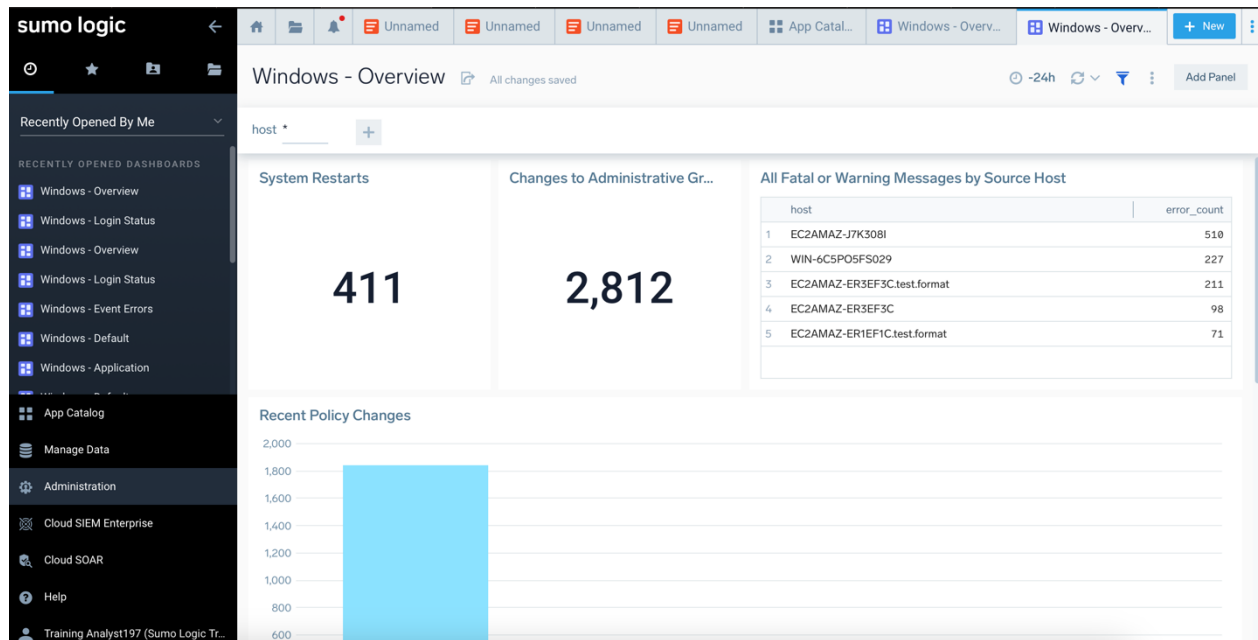 sumo logic
Unnamed
Unnamed
Unnamed
Unnamed
App Catal...
Windows - Overv...
Windows - Overv...
+ New
Windows - Overview
All changes saved
-24h
Add Panel
Recently Opened By Me
host *
+
RECENTLY OPENED DASHBOARDS
Windows - Overview
Windows - Login Status
Windows - Overview
Windows - Login Status
Windows - Event Errors
Windows - Default
Windows - Application
App Catalog
Manage Data
Administration
Cloud SIEM Enterprise
Cloud SOAR
Help
Training Analyst197 (Sumo Logic Tr...
System Restarts
411
Changes to Administrative Gr...
2,812
All Fatal or Warning Messages by Source Host
host error_count
1 EC2AMAZ-J7K308I 510
2 WIN-6C5PO5FS029 227
3 EC2AMAZ-ER3EF3C.test.format 211
4 EC2AMAZ-ER3EF3C 98
5 EC2AMAZ-ER1EF1C.test.format 71
Recent Policy Changes
2,000
1,800
1,600
1,400
1,200
1,000
800
600